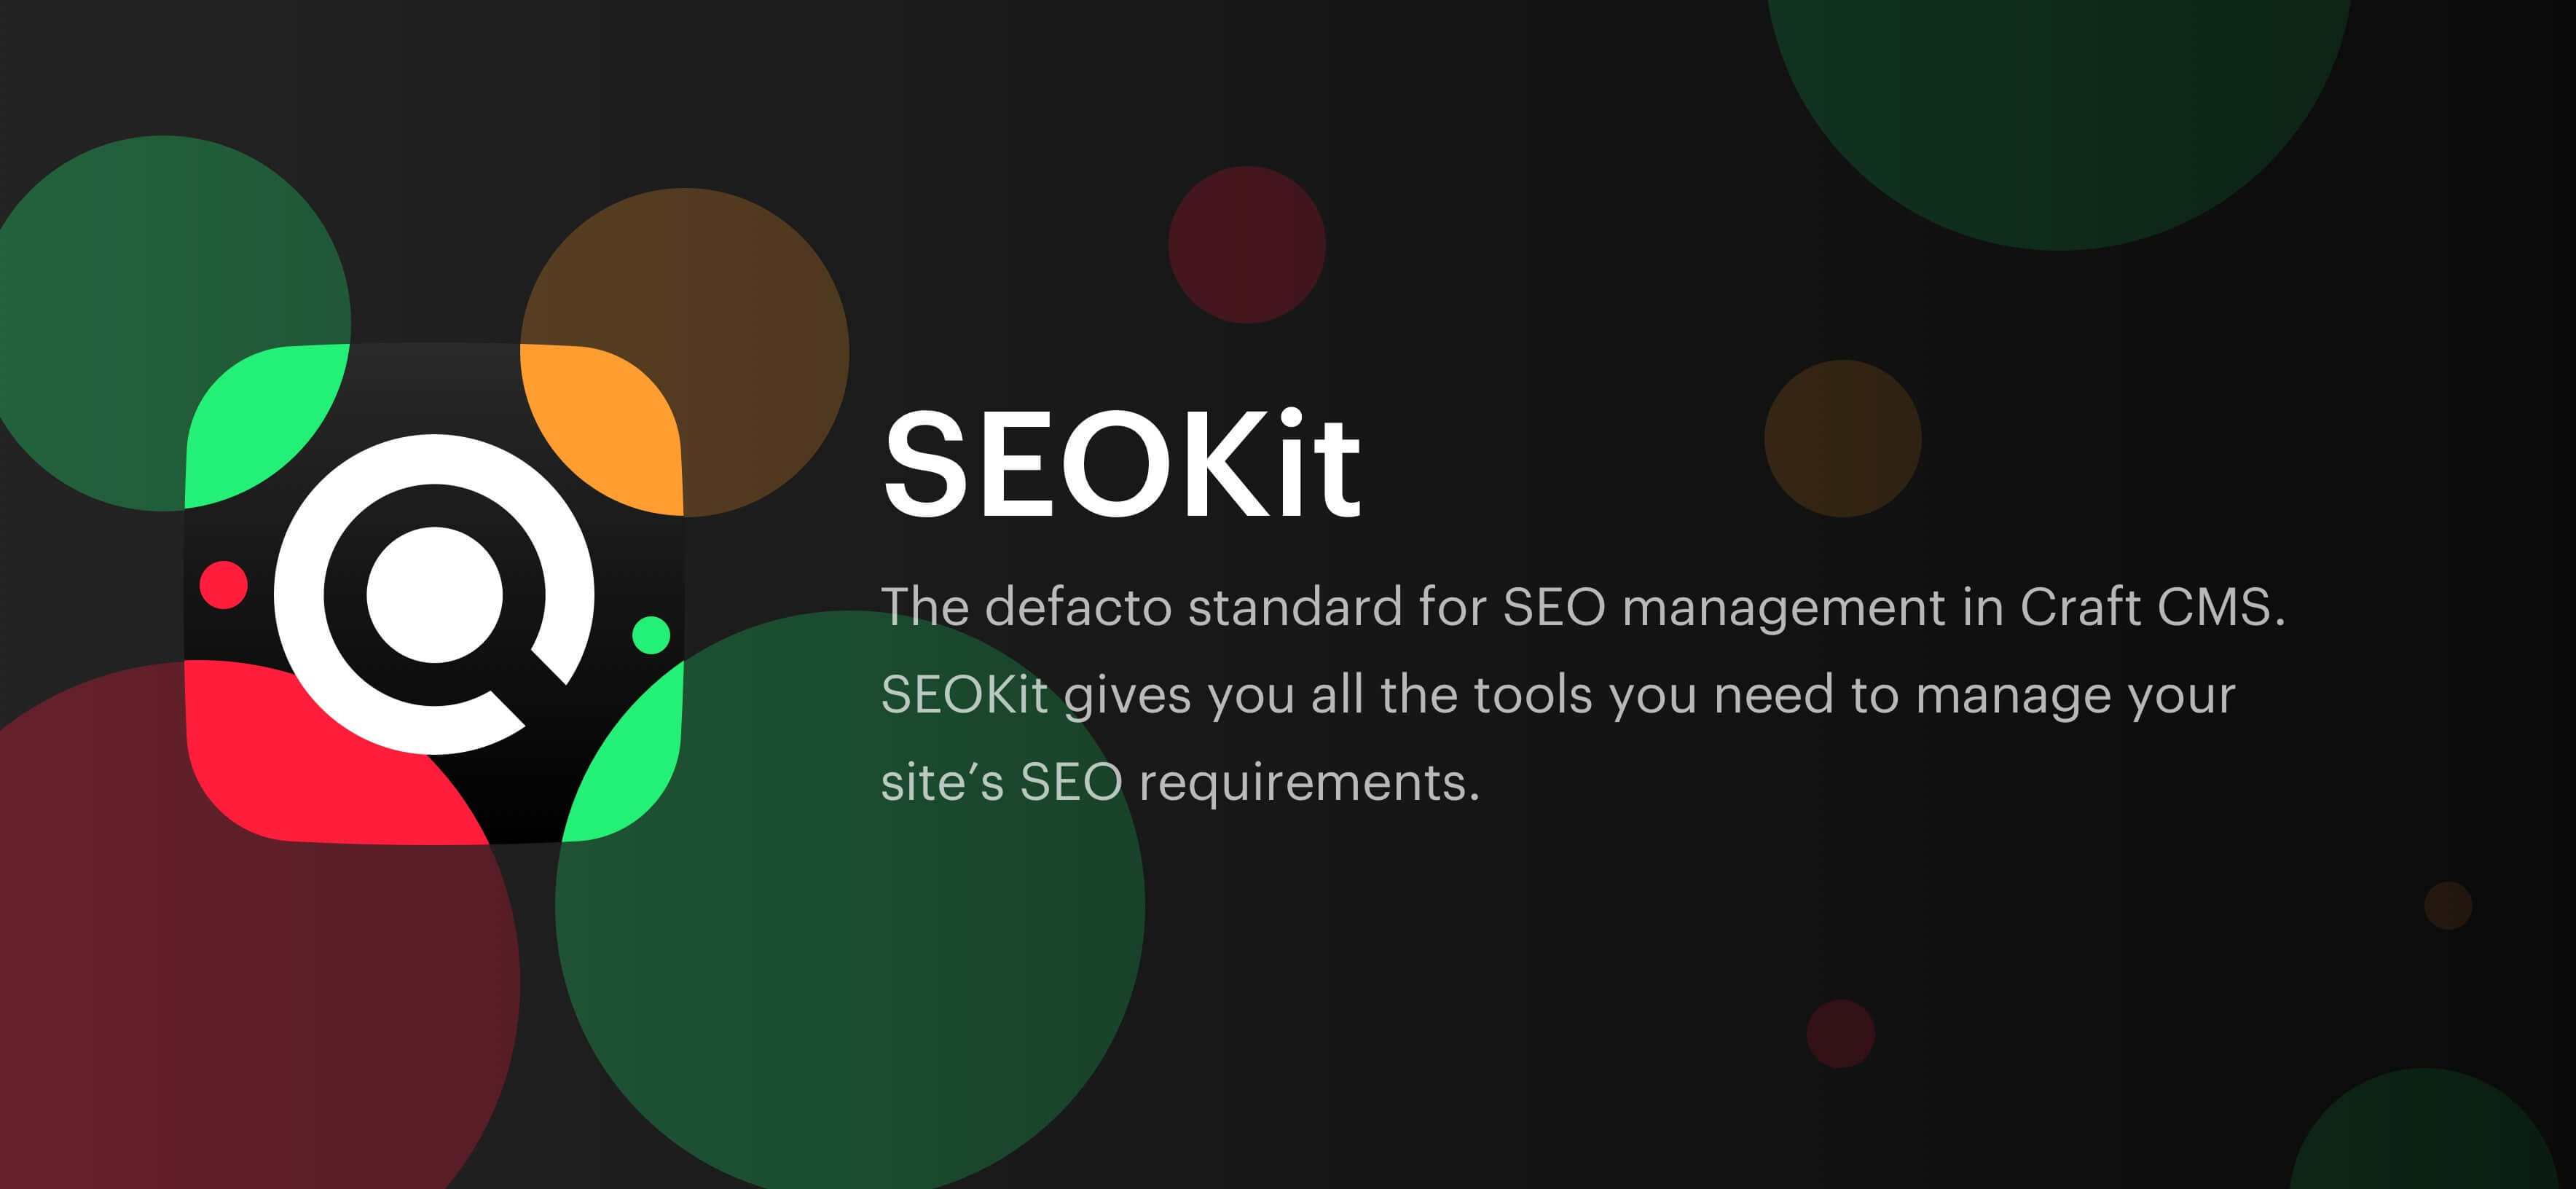 SEOKit
The defacto standard for SEO management in Craft CMS.
SEOKit gives you all the tools you need to manage your
site′s SEO requirements.